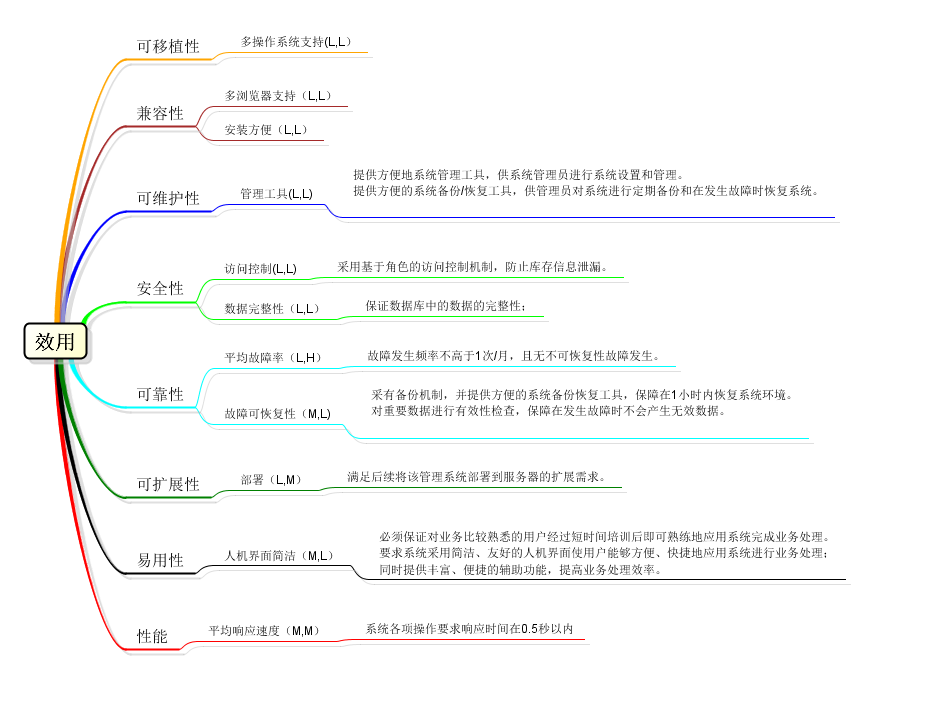 效用
可移植性
多操作系统支持(L,L）
兼容性
多浏览器支持（L,L）
安装方便（L,L）
可维护性
管理工具(L,L)
提供方便地系统管理工具，供系统管理员进行系统设置和管理。
提供方便的系统备份/恢复工具，供管理员对系统进行定期备份和在发生故障时恢复系统。
安全性
访问控制(L,L)
采用基于角色的访问控制机制，防止库存信息泄漏。
数据完整性（L,L）
保证数据库中的数据的完整性；
可靠性
平均故障率（L,H）
故障发生频率不高于1次/月，且无不可恢复性故障发生。
故障可恢复性（M,L)
采有备份机制，并提供方便的系统备份恢复工具，保障在1小时内恢复系统环境。
对重要数据进行有效性检查，保障在发生故障时不会产生无效数据。
可扩展性
部署（L,M）
满足后续将该管理系统部署到服务器的扩展需求。
易用性
人机界面简洁（M,L）
必须保证对业务比较熟悉的用户经过短时间培训后即可熟练地应用系统完成业务处理。
要求系统采用简洁、友好的人机界面使用户能够方便、快捷地应用系统进行业务处理；
同时提供丰富、便捷的辅助功能，提高业务处理效率。
性能
平均响应速度（M,M）
系统各项操作要求响应时间在0.5秒以内